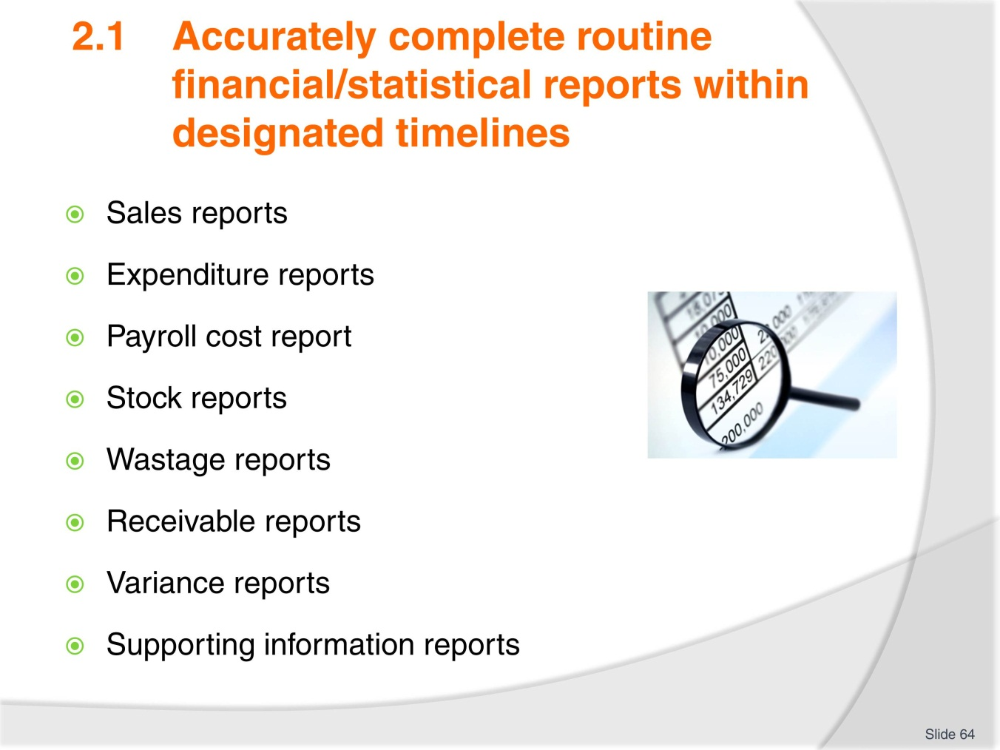 2.1 Accurately complete routine
financial/statistical reports within
designated timelines
Sales reports
Expenditure reports
Payroll cost report
Stock reports
Wastage reports
Receivable reports
Variance reports
Supporting information reports
10,000
75,000
134,729
200,000
220
Slide 64